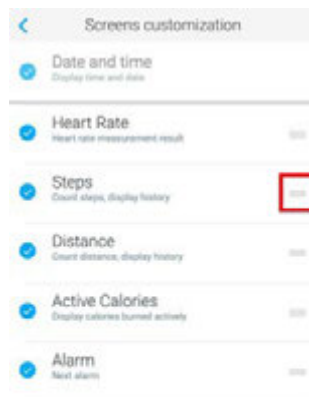 Screens customization
Date and time
Display time and date
Heart Rate
Heart rate measurement result
Steps
Count steps, display history
Distance
Count distance, display history
Active Calories
Display calories burned actively
Alarm
Next alarm